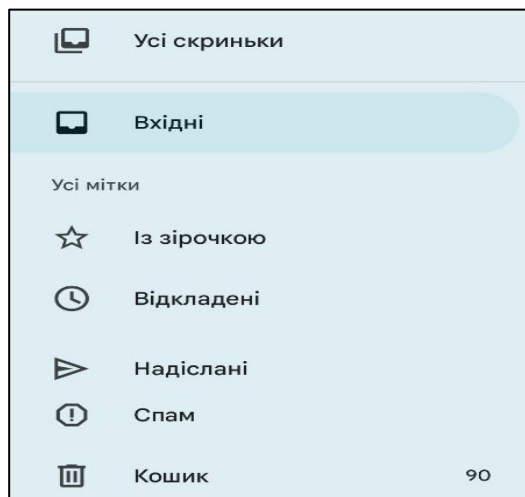 Усі скриньки
Вхідні
Усі мітки
Із зірочкою
Відкладені
Надіслані
Спам
Кошик 90